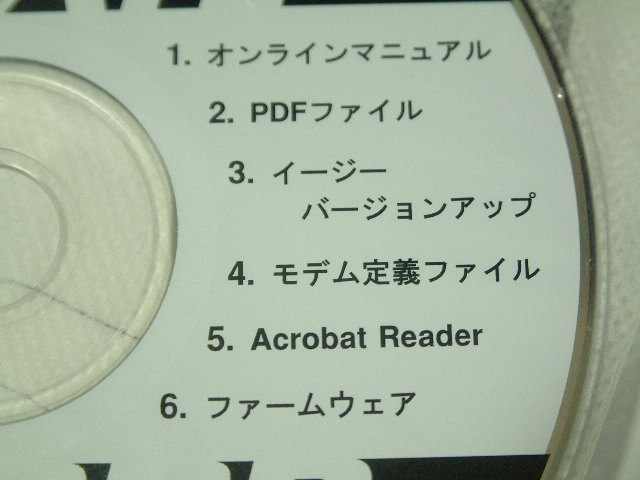 1. オンラインマニュアル
2. PDFファイル
3. イージー
バージョンアップ
4. モデム定義ファイル
5. Acrobat Reader
6. ファームウェア